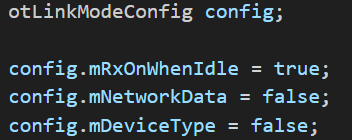 otLinkModeConfig config;
config.mRxOnWhenIdle = true;
config.mNetworkData = false;
config.mDeviceType = false;